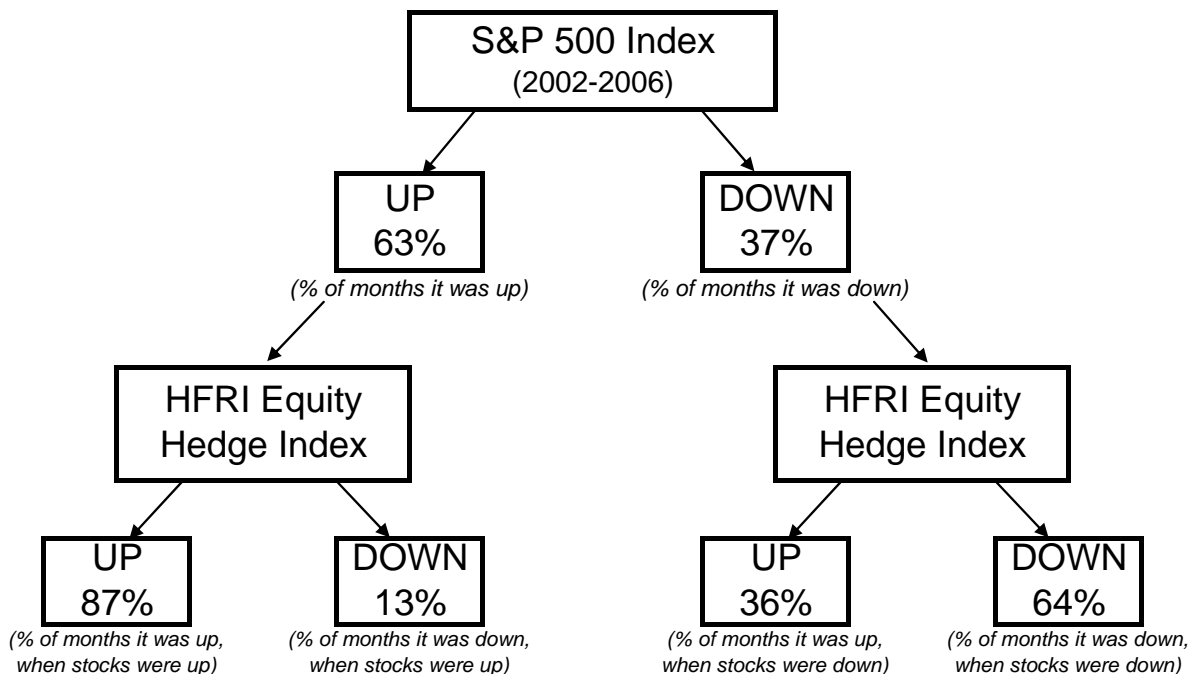 S&P 500 Index
(2002-2006)
UP
63%
(% of months it was up)
DOWN
37%
(% of months it was down)
HFRI Equity
Hedge Index
HFRI Equity
Hedge Index
UP
87%
(% of months it was up,
when stocks were up)
DOWN
13%
(% of months it was down,
when stocks were up)
UP
36%
(% of months it was up,
when stocks were down)
DOWN
64%
(% of months it was down,
when stocks were down)